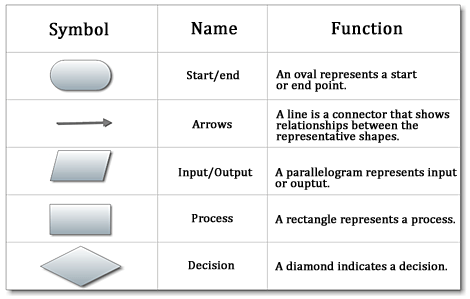 Symbol Name Function
Start/end An oval represents a start
or end point.
Arrows A line is a connector that shows
relationships between the
representative shapes.
Input/Output A parallelogram represents input
or ouptut.
Process A rectangle represents a process.
Decision A diamond indicates a decision.